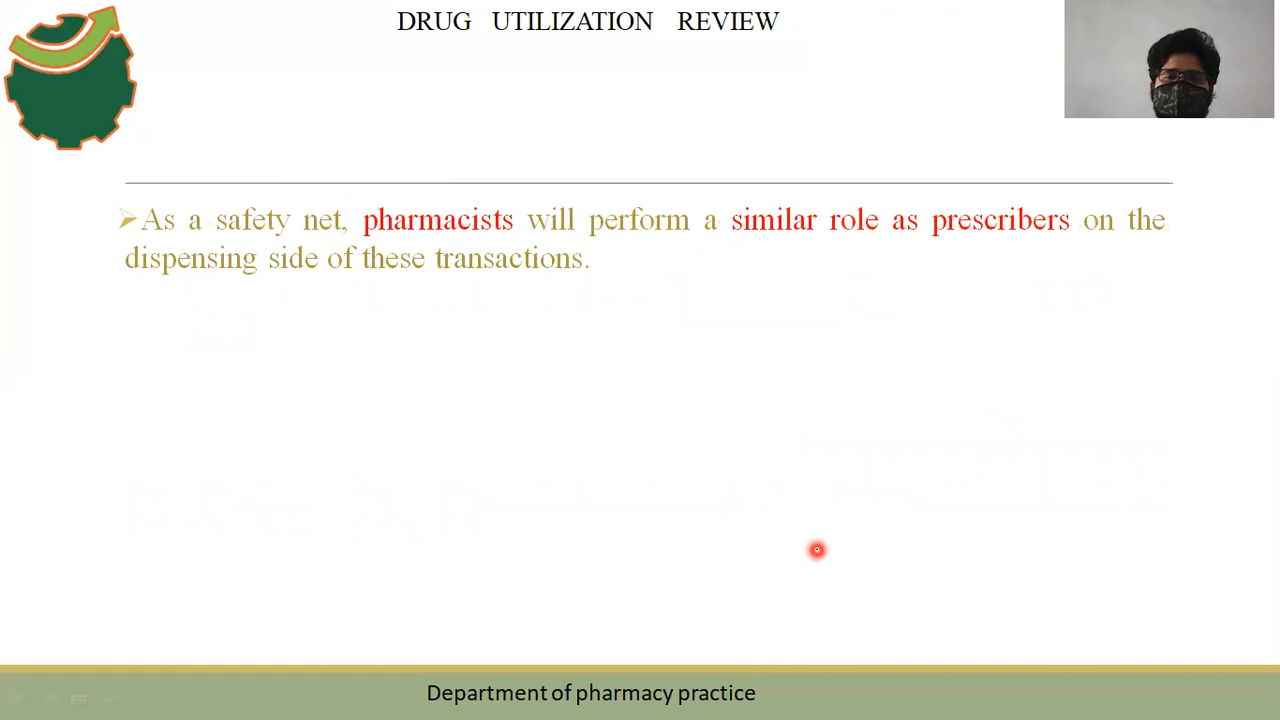 DRUG UTILIZATION REVIEW
As a safety net, pharmacists will perform a similar role as prescribers on the
dispensing side of these transactions.
Department of pharmacy practice